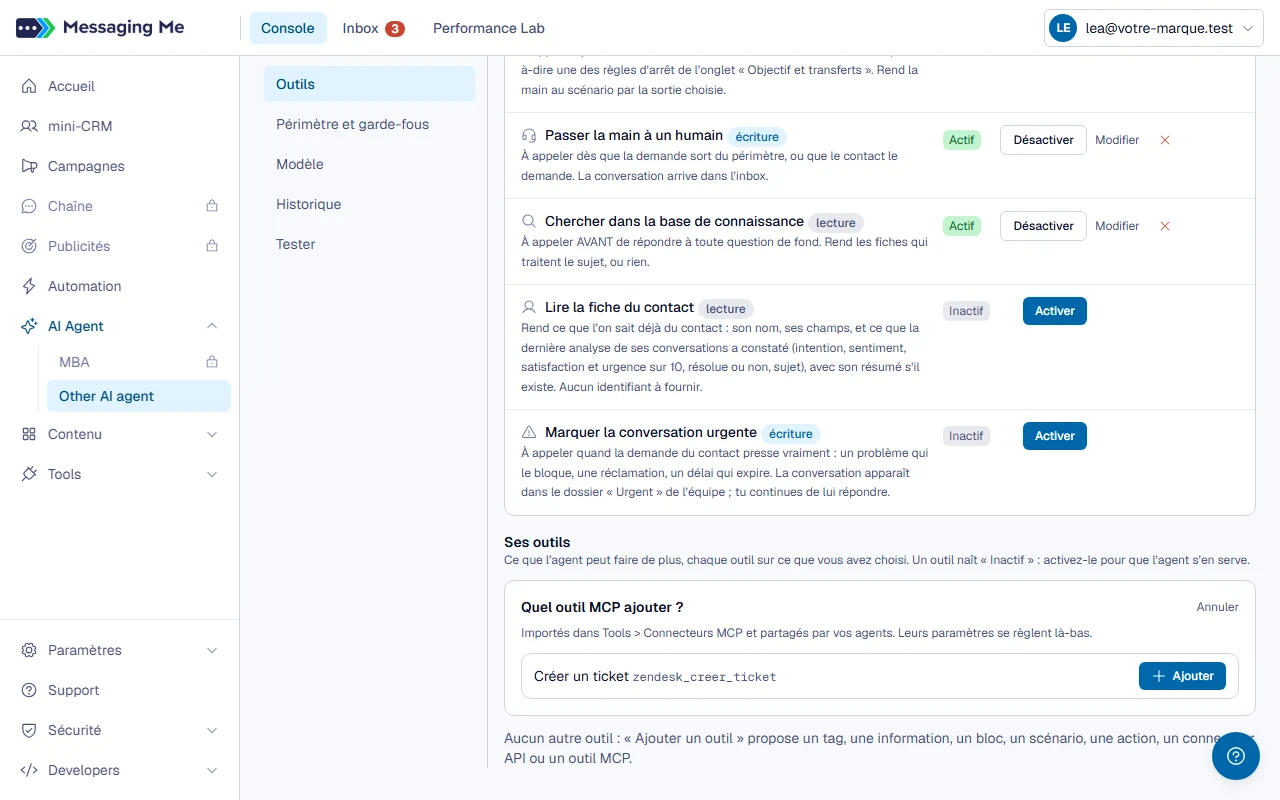 Messaging Me
Console
Inbox 3
Performance Lab
LE lea@votre-marque.test
Accueil
mini-CRM
Campagnes
Chaîne
Publicités
Automation
AI Agent
MBA
Other AI agent
Contenu
Tools
Paramètres
Support
Sécurité
Developers
Outils
Périmètre et garde-fous
Modèle
Historique
Tester
à-dire une des règles d’arrêt de l’onglet « Objectif et transferts ». Rend la
main au scénario par la sortie choisie.
Passer la main à un humain écriture
À appeler dès que la demande sort du périmètre, ou que le contact le
demande. La conversation arrive dans l’inbox.
Actif Désactiver Modifier
Chercher dans la base de connaissance lecture
À appeler AVANT de répondre à toute question de fond. Rend les fiches qui
traitent le sujet, ou rien.
Actif Désactiver Modifier
Lire la fiche du contact lecture
Rend ce que l’on sait déjà du contact : son nom, ses champs, et ce que la
dernière analyse de ses conversations a constaté (intention, sentiment,
satisfaction et urgence sur 10, résolue ou non, sujet), avec son résumé s’il
existe. Aucun identifiant à fournir.
Inactif Activer
Marquer la conversation urgente écriture
À appeler quand la demande du contact presse vraiment : un problème qui
le bloque, une réclamation, un délai qui expire. La conversation apparaît
dans le dossier « Urgent » de l’équipe ; tu continues de lui répondre.
Inactif Activer
Ses outils
Ce que l’agent peut faire de plus, chaque outil sur ce que vous avez choisi. Un outil naît « Inactif » : activez-le pour que l’agent s’en serve.
Quel outil MCP ajouter ? Annuler
Importés dans Tools > Connecteurs MCP et partagés par vos agents. Leurs paramètres se règlent là-bas.
Créer un ticket zendesk_creer_ticket Ajouter
Aucun autre outil : « Ajouter un outil » propose un tag, une information, un bloc, un scénario, une action, un
API ou un outil MCP.